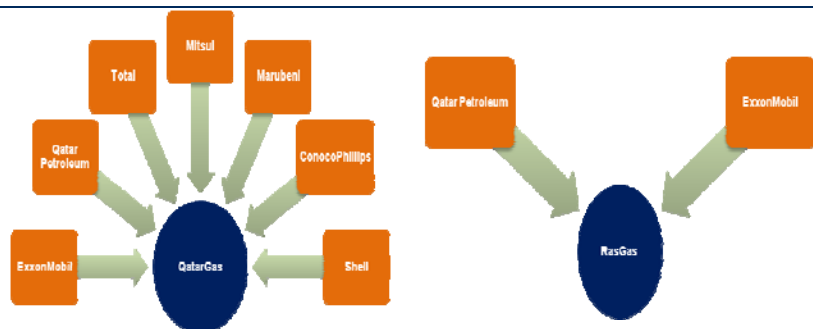 Mitsui
Total
Marubeni
Qatar Petroleum
ExxonMobil
Qatar
Petroleum
ConocoPhillips
ExxonMobil
QatarGas
Shell
RasGas